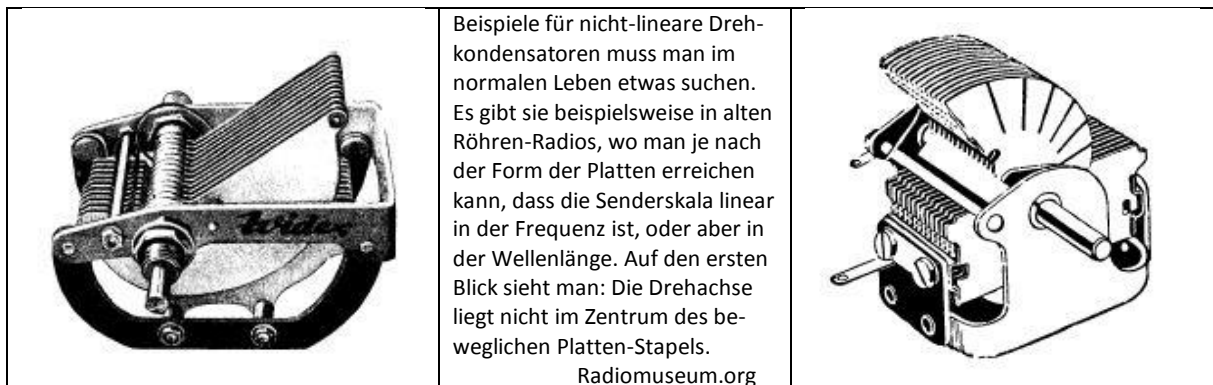 Beispiele für nicht-lineare Dreh-
kondensatoren muss man im
normalen Leben etwas suchen.
Es gibt sie beispielsweise in alten
Röhren-Radios, wo man je nach
der Form der Platten erreichen
kann, dass die Senderskala linear
in der Frequenz ist, oder aber in
der Wellenlänge. Auf den ersten
Blick sieht man: Die Drehachse
liegt nicht im Zentrum des be-
weglichen Platten-Stapels.
Radiomuseum.org